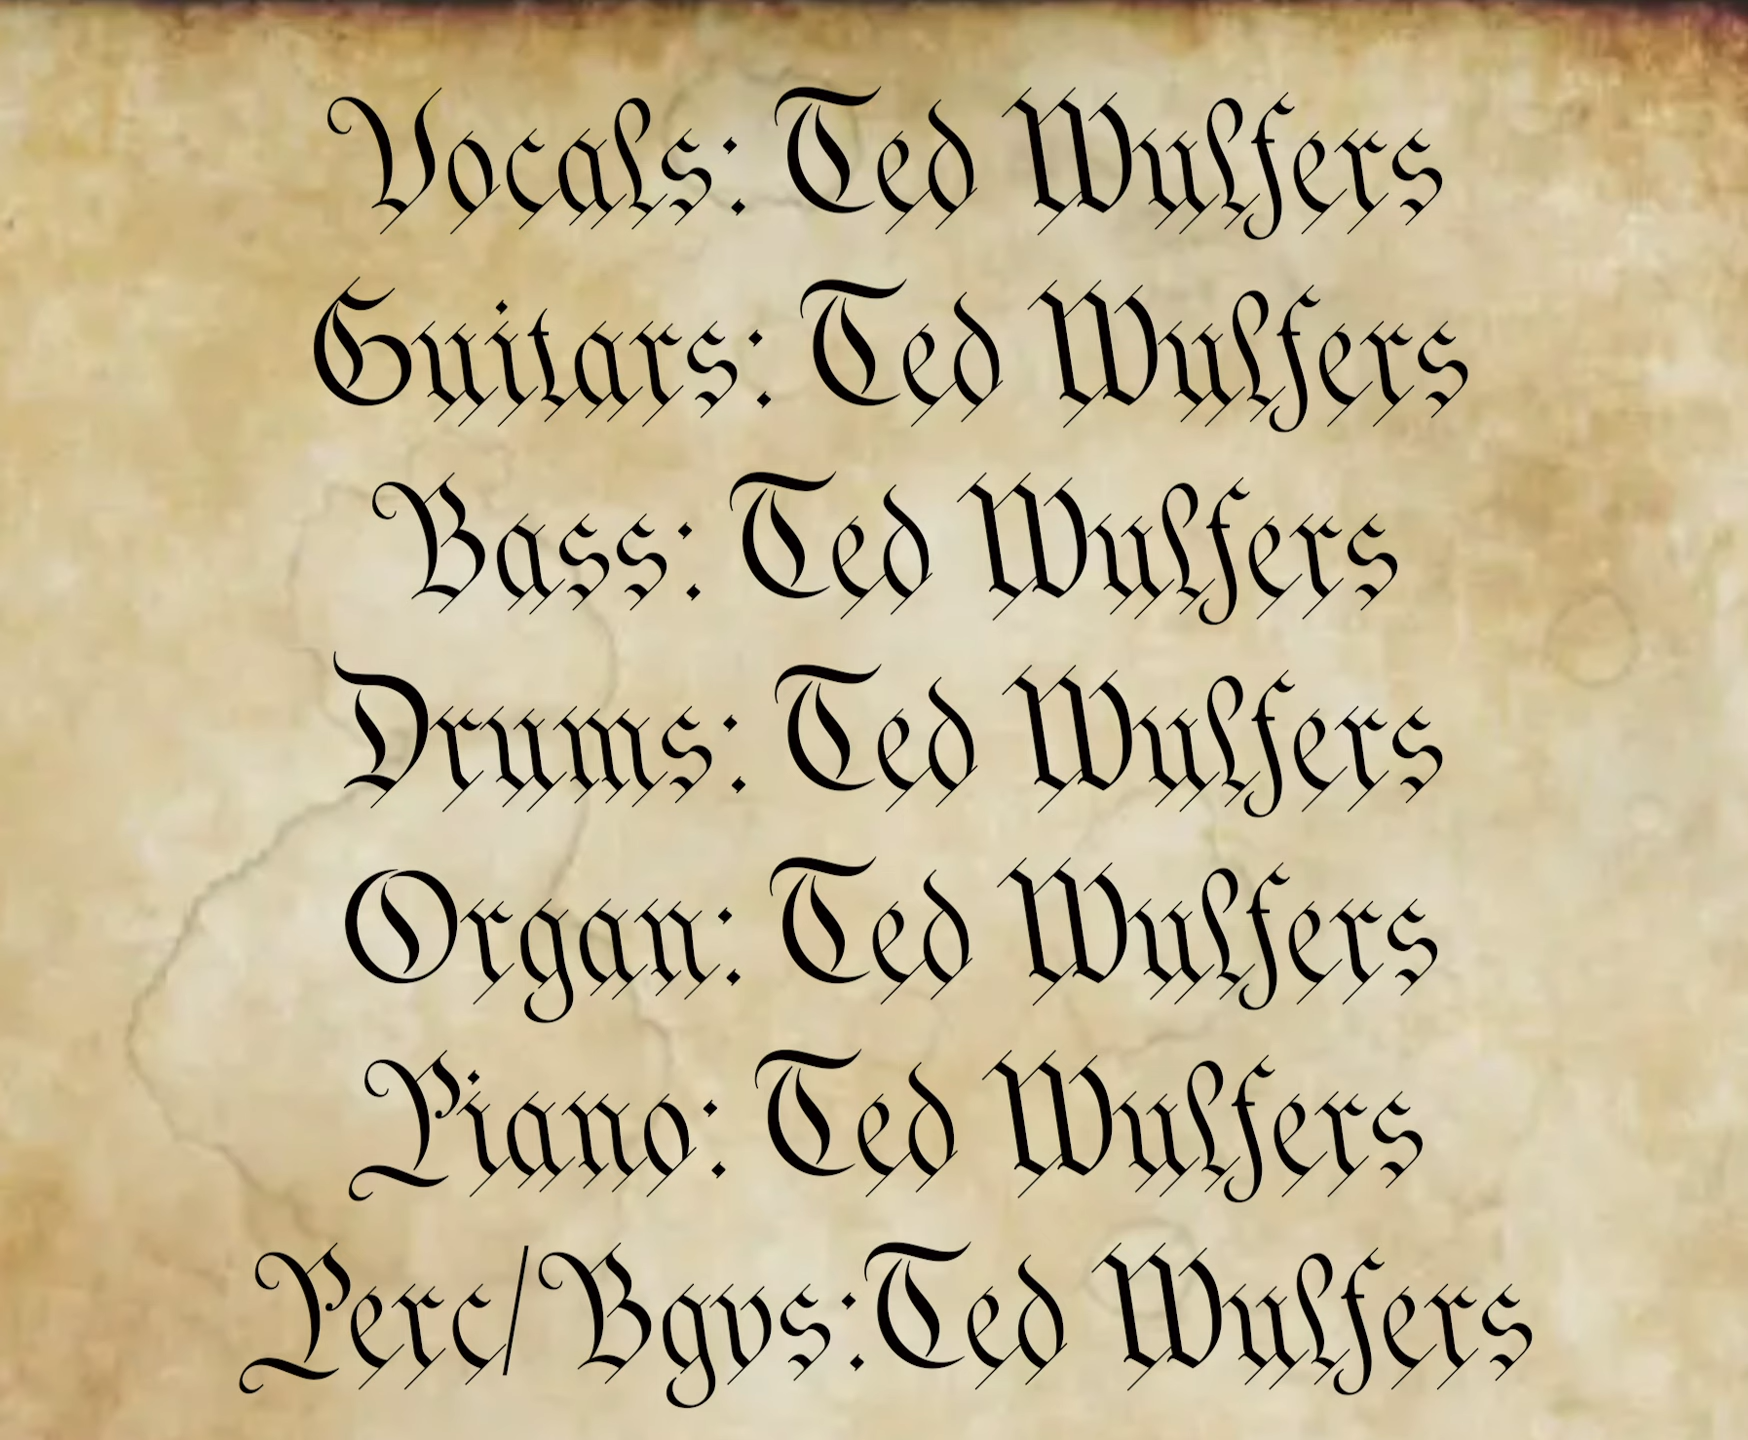 Vocals: Ted Wulfers
Guitars: Ted Wulfers
Bass: Ted Wulfers
Drums: Ted Wulfers
Organ: Ted Wulfers
Piano: Ted Wulfers
Perc/Bgvs:Ted Wulfers